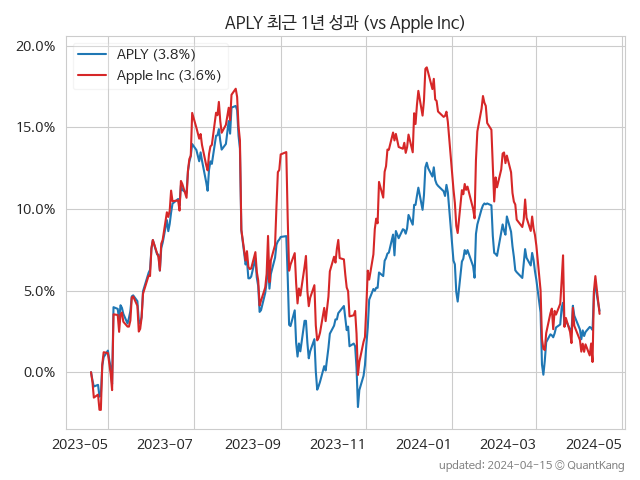 APLY 최근 1년 성과 (vs Apple Inc)
APLY (3.8%)
Apple Inc (3.6%)
20.0%
15.0%
10.0%
5.0%
0.0%
2023-05 2023-07 2023-09 2023-11 2024-01 2024-03 2024-05
updated: 2024-04-15 © QuantKang